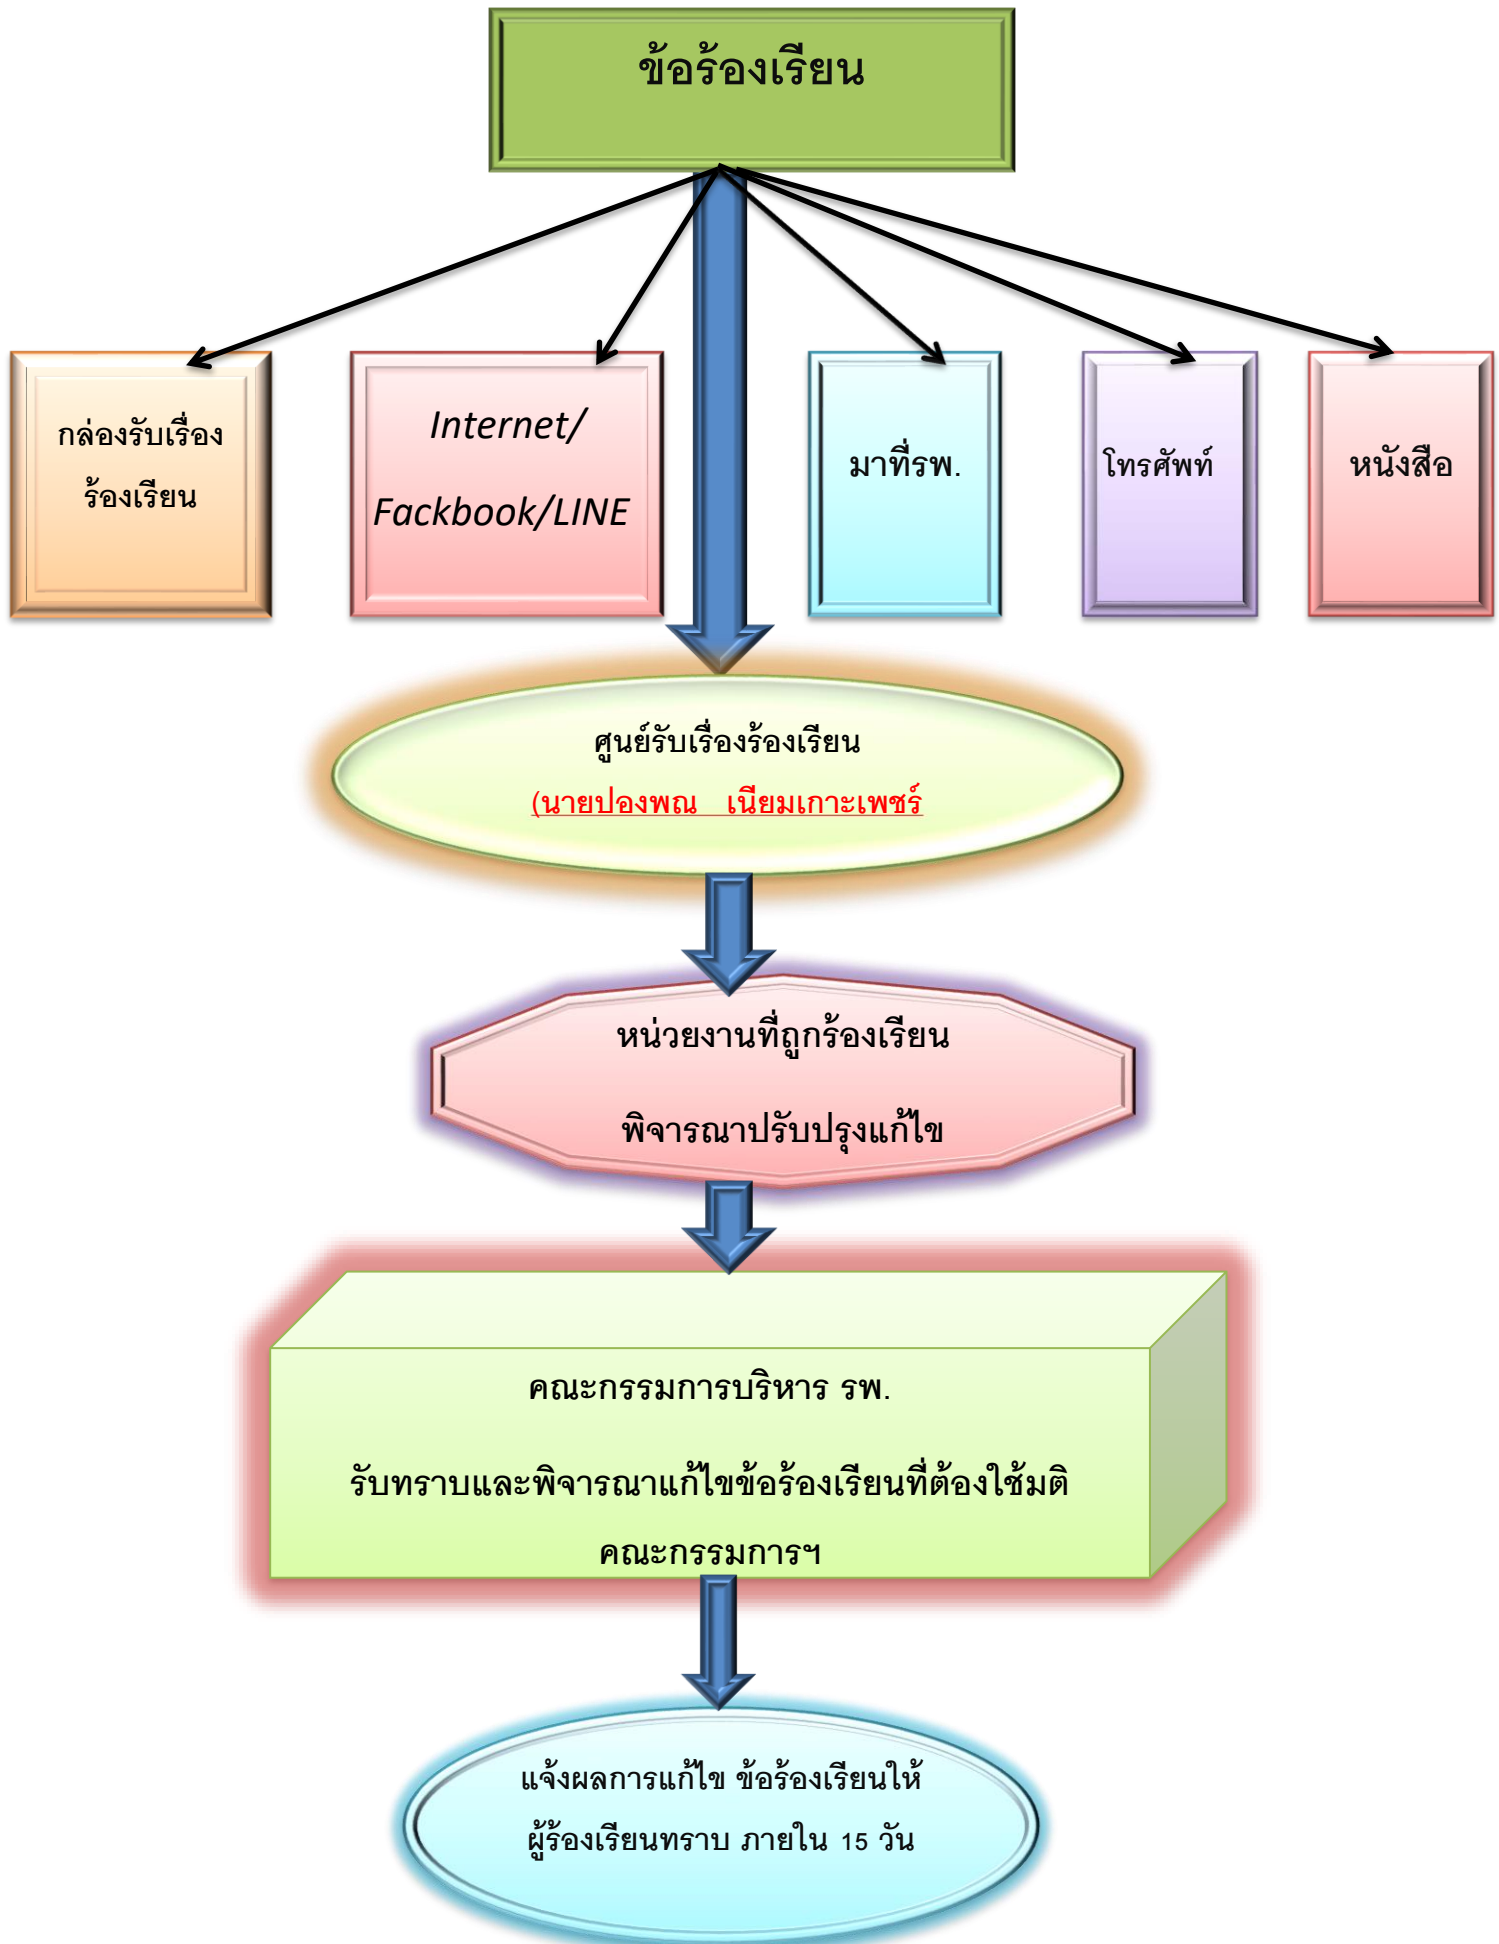 ข้อร้องเรียน
กล่องรับเรื่อง
ร้องเรียน
Internet/
Fackbook/LINE
มาที่รพ.
โทรศัพท์
หนังสือ
ศูนย์รับเรื่องร้องเรียน
(นายปองพณ เนียมเกาะเพชร์
หน่วยงานที่ถูกร้องเรียน
พิจารณาปรับปรุงแก้ไข
คณะกรรมการบริหาร รพ.
รับทราบและพิจารณาแก้ไขข้อร้องเรียนที่ต้องใช้มติ
คณะกรรมการฯ
แจ้งผลการแก้ไข ข้อร้องเรียนให้
ผู้ร้องเรียนทราบ ภายใน 15 วัน